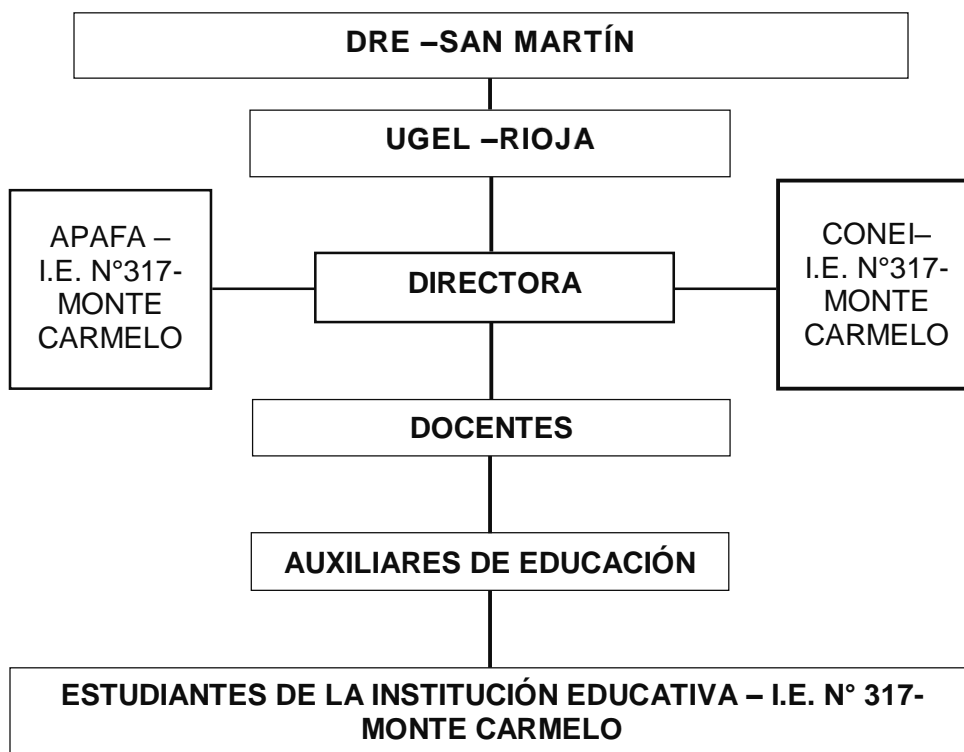 DRE –SAN MARTÍN
UGEL –RIOJA
APAFA –
I.E. N°317-
MONTE
CARMELO
DIRECTORA
CONEI–
I.E. N°317-
MONTE
CARMELO
DOCENTES
AUXILIARES DE EDUCACIÓN
ESTUDIANTES DE LA INSTITUCIÓN EDUCATIVA – I.E. N° 317-
MONTE CARMELO